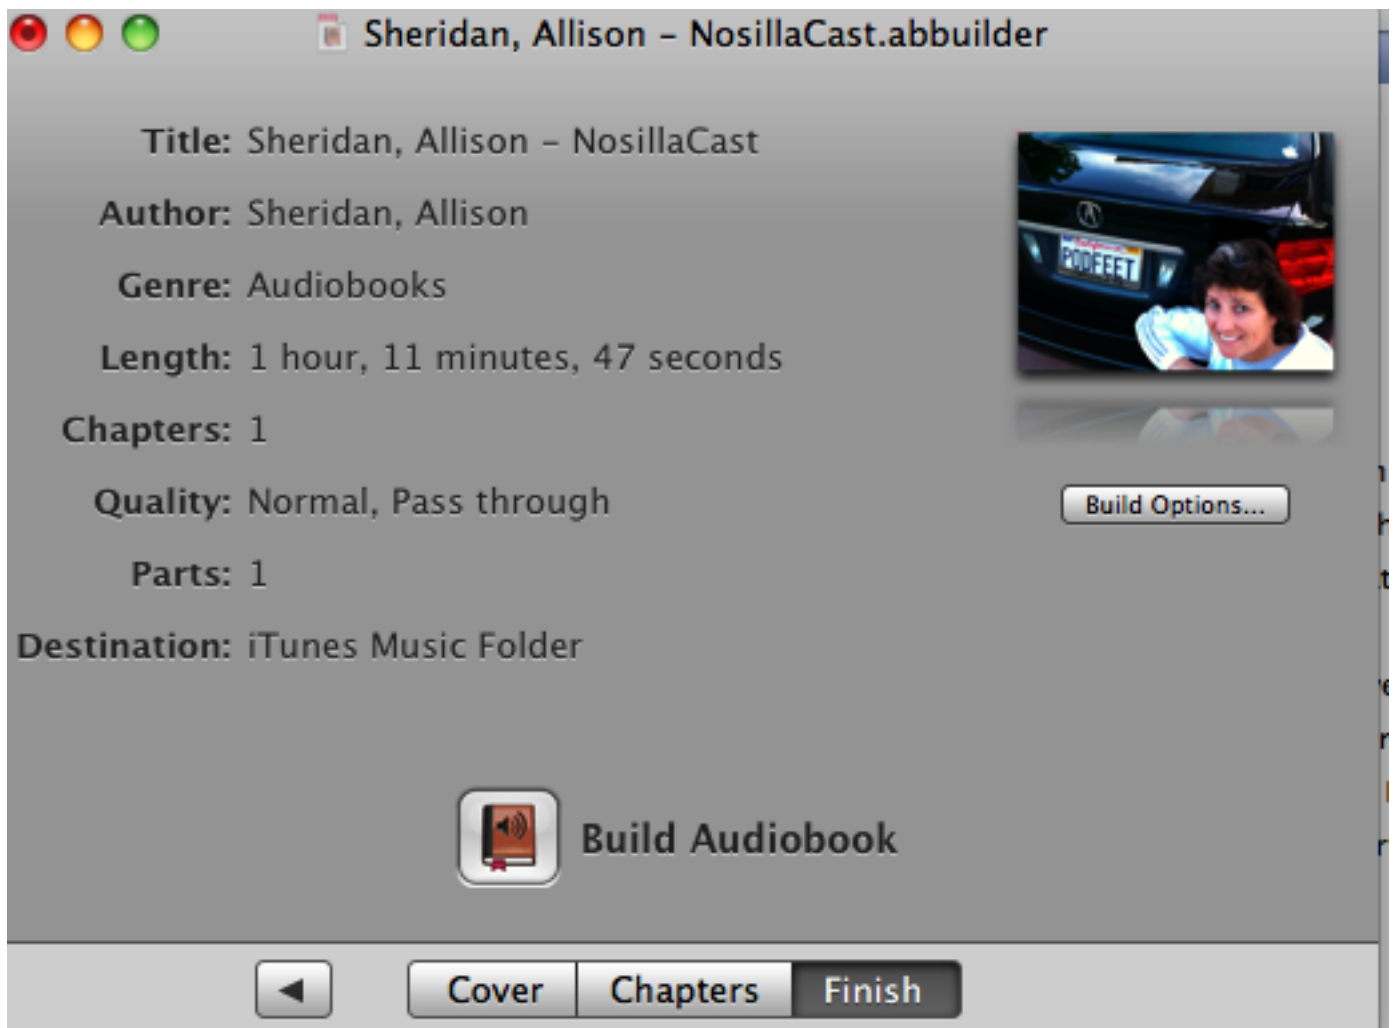 Sheridan, Allison – NosillaCast.abbuilder
Title: Sheridan, Allison – NosillaCast
Author: Sheridan, Allison
Genre: Audiobooks
Length: 1 hour, 11 minutes, 47 seconds
Chapters: 1
Quality: Normal, Pass through
Parts: 1
Destination: iTunes Music Folder
PODFEET
Build Options...
Build Audiobook
Cover Chapters Finish